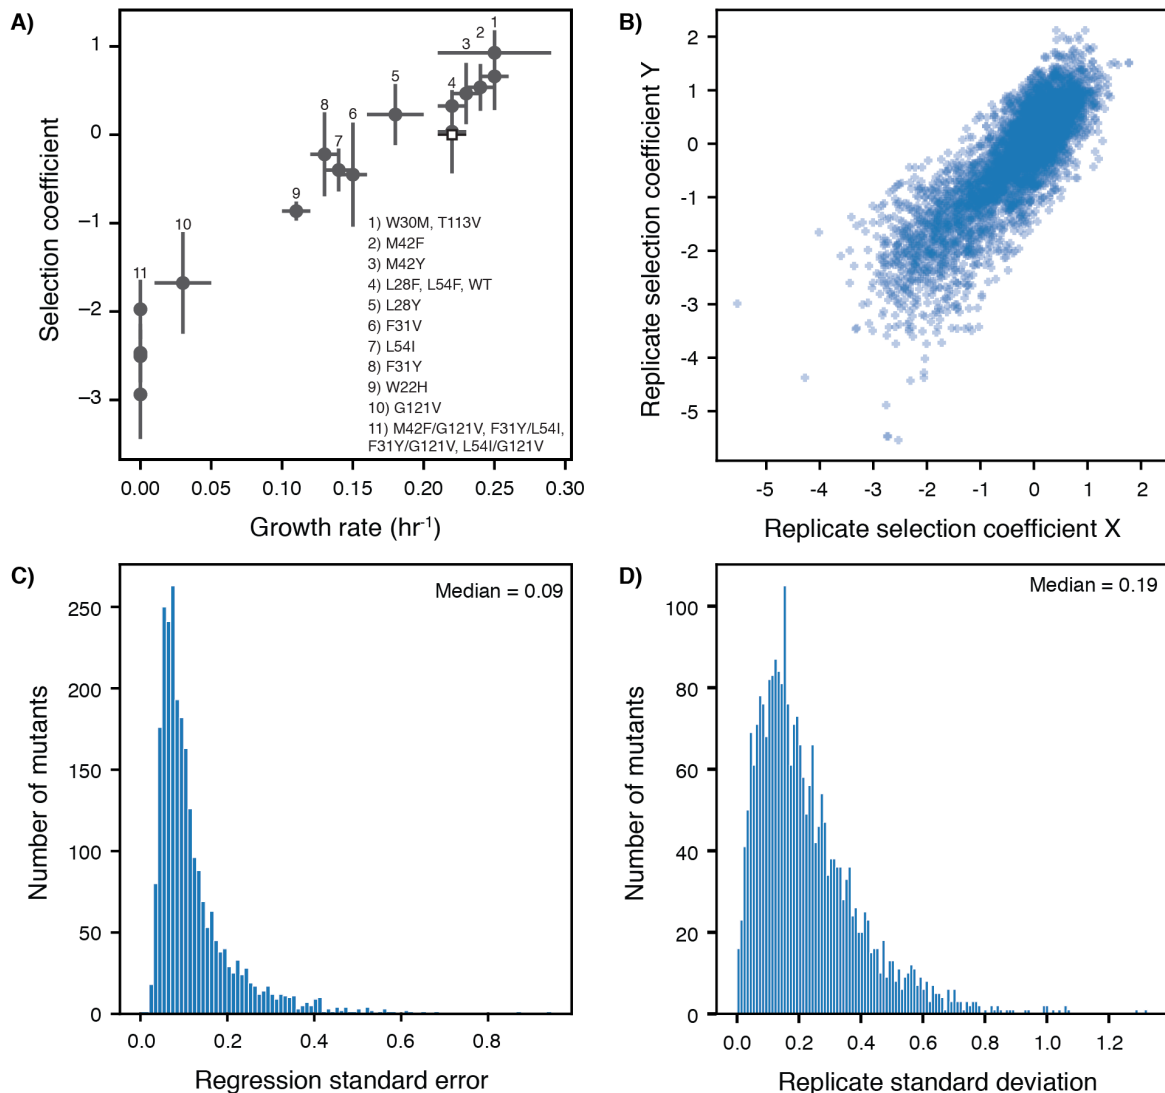 A)
1
0
−1
−2
−3
Selection coefficient
1
2
3
4
5
6
7
8
9
10
11
1) W30M, T113V
2) M42F
3) M42Y
4) L28F, L54F, WT
5) L28Y
6) F31V
7) L54I
8) F31Y
9) W22H
10) G121V
11) M42F/G121V, F31Y/L54I,
F31Y/G121V, L54I/G121V
0.00 0.05 0.10 0.15 0.20 0.25 0.30
Growth rate (hr⁻¹)
B)
2
1
0
-1
-2
-3
-4
-5
Replicate selection coefficient Y
-5 -4 -3 -2 -1 0 1 2
Replicate selection coefficient X
C)
Median = 0.09
250
200
150
100
50
0
Number of mutants
0.0 0.2 0.4 0.6 0.8
Regression standard error
D)
Median = 0.19
100
80
60
40
20
0
Number of mutants
0.0 0.2 0.4 0.6 0.8 1.0 1.2
Replicate standard deviation